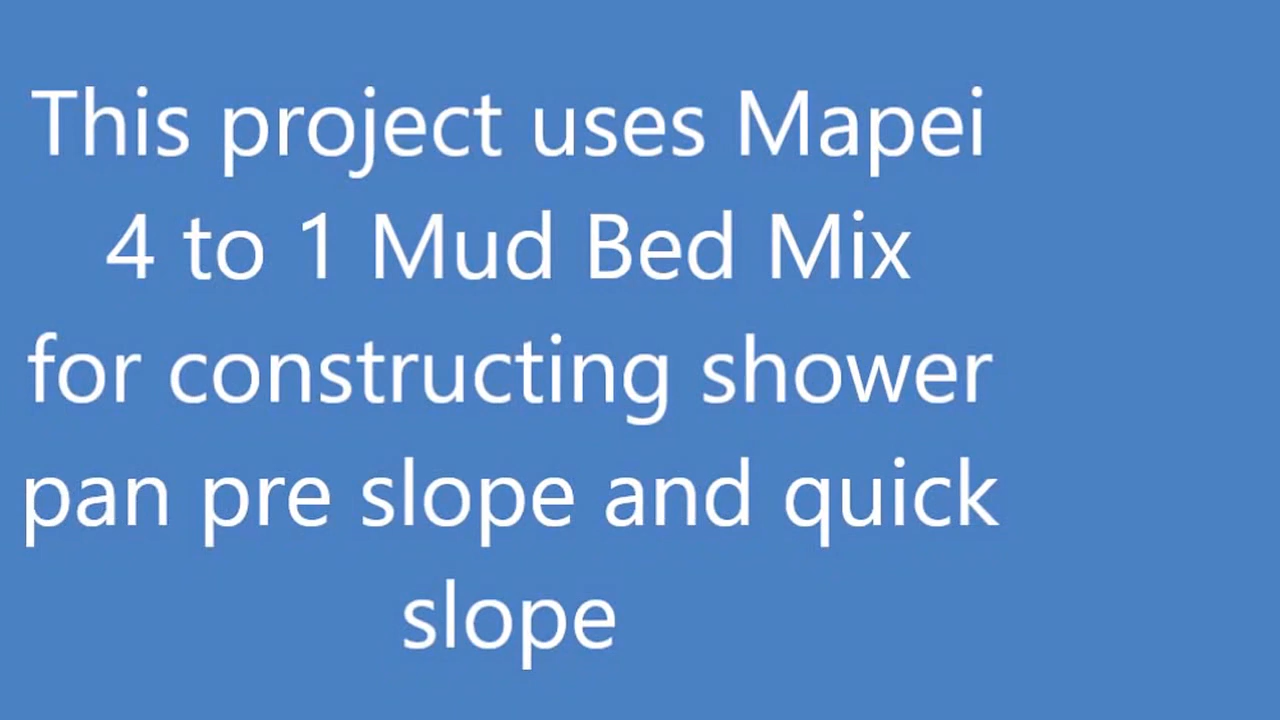 This project uses Mapei
4 to 1 Mud Bed Mix
for constructing shower
pan pre slope and quick
slope